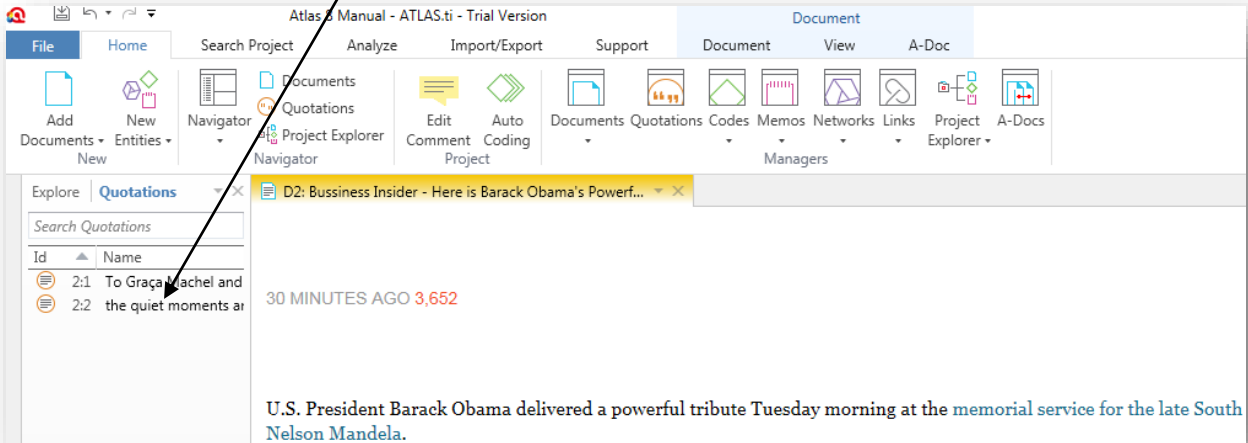 Atlas 8 Manual - ATLAS.ti - Trial Version
Document
File Home Search Project Analyze Import/Export Support Document View A-Doc
Add Documents
New Entities
New
Navigator
Documents
Quotations
Project Explorer
Navigator
Edit Comment
Auto Coding
Project
Documents Quotations Codes Memos Networks Links Project Explorer A-Docs
Managers
Explore Quotations
D2: Bussiness Insider - Here is Barack Obama's Powerf...
Search Quotations
Id Name
2:1 To Graça Machel and
2:2 the quiet moments ar
30 MINUTES AGO 3,652
U.S. President Barack Obama delivered a powerful tribute Tuesday morning at the memorial service for the late South
Nelson Mandela.